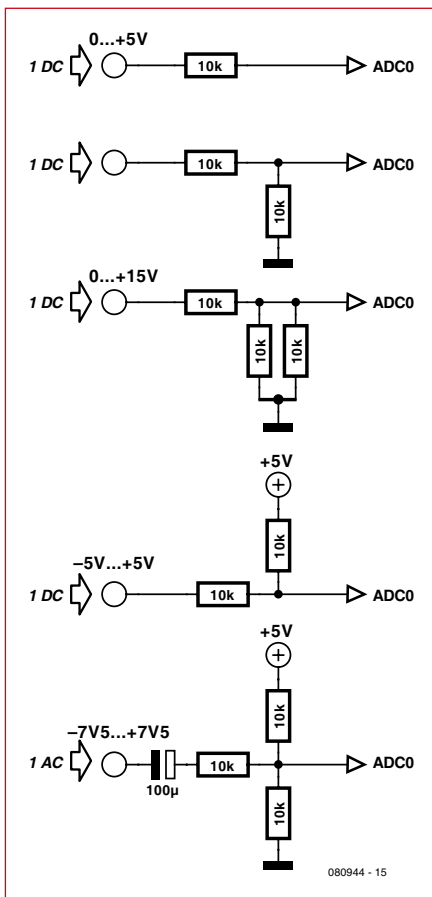 0...+5V
1 DC 10k ADC0
1 DC 10k ADC0
10k
0...+15V
1 DC 10k ADC0
10k 10k
+5V
10k
–5V...+5V
1 DC 10k ADC0
+5V
10k
–7V5...+7V5
1 AC 10k ADC0
100µ
10k
080944 - 15